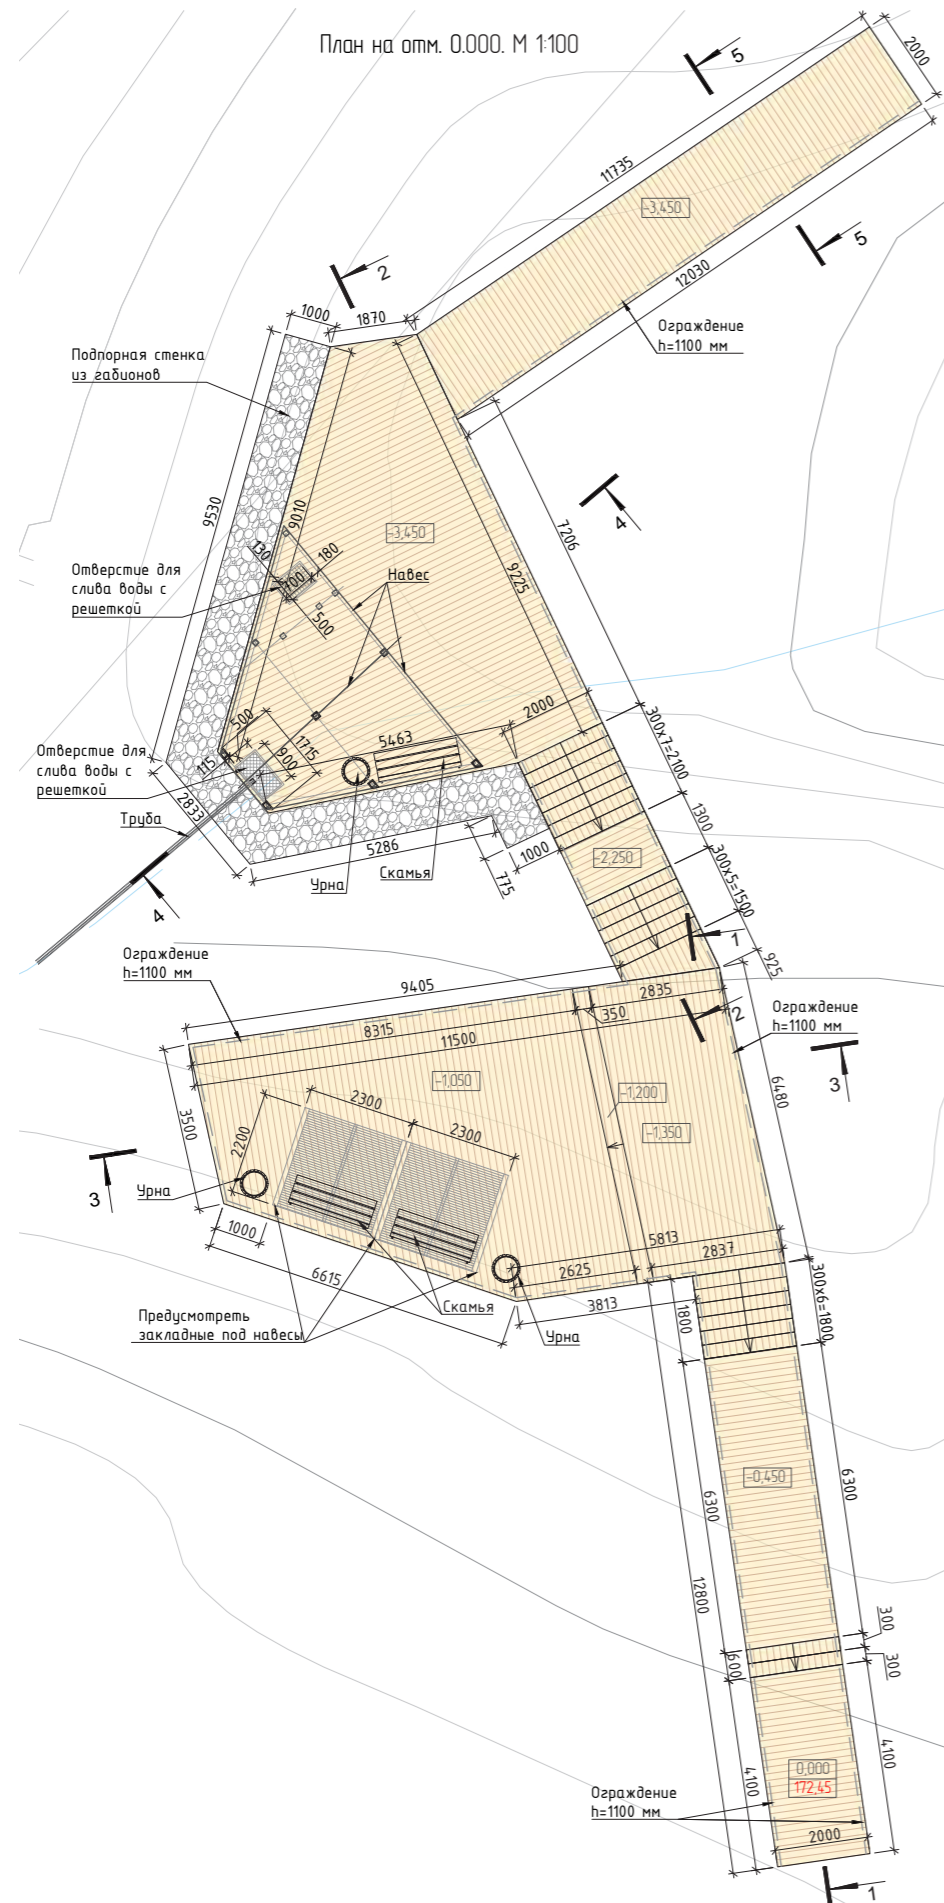 План на отм. 0.000. М 1:100
5
2000
11735
-3,450
5
12030
2
1000
1870
Ограждение
h=1100 мм
Подпорная стенка
из габионов
9530
9010
4
7206
-3,450
130
180
700
Навес
9225
Отверстие для
слива воды с
решеткой
500
2000
300x7=2100
500
5463
1715
900
115
Отверстие для
слива воды с
решеткой
2833
Труба
1300
-2,250
5286
1000
775
Урна
Скамья
300x5=1500
4
1
925
Ограждение
h=1100 мм
9405
2835
350
8315
11500
2
Ограждение
h=1100 мм
-1,050
-1,200
-1,350
3
6480
3500
2300
2300
2200
3
Урна
1000
5813
2837
6615
2625
300x6=1800
Скамья
3813
1800
Предусмотреть
закладные под навесы
Урна
-0,450
6300
6300
12800
300
600
300
0,000
172,45
4100
4100
Ограждение
h=1100 мм
2000
1